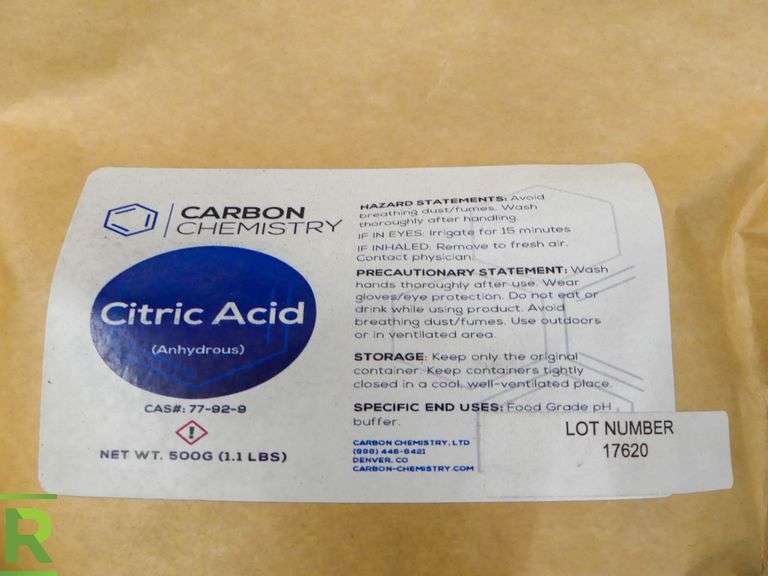 CARBON
CHEMISTRY
Citric Acid
(Anhydrous)
CAS#: 77-92-9
NET WT. 500G (1.1 LBS)
HAZARD STATEMENTS: Avoid
breathing dust/fumes. Wash
thoroughly after handling.
IF IN EYES: Irrigate for 15 minutes
IF INHALED: Remove to fresh air.
Contact physician.
PRECAUTIONARY STATEMENT: Wash
hands thoroughly after use. Wear
gloves/eye protection. Do not eat or
drink while using product. Avoid
breathing dust/fumes. Use outdoors
or in ventilated area.
STORAGE: Keep only the original
container. Keep containers tightly
closed in a cool, well-ventilated place.
SPECIFIC END USES: Food Grade pH
buffer.
CARBON CHEMISTRY, LTD
(888) 446-8421
DENVER, CO
CARBON-CHEMISTRY.COM
LOT NUMBER
17620
R